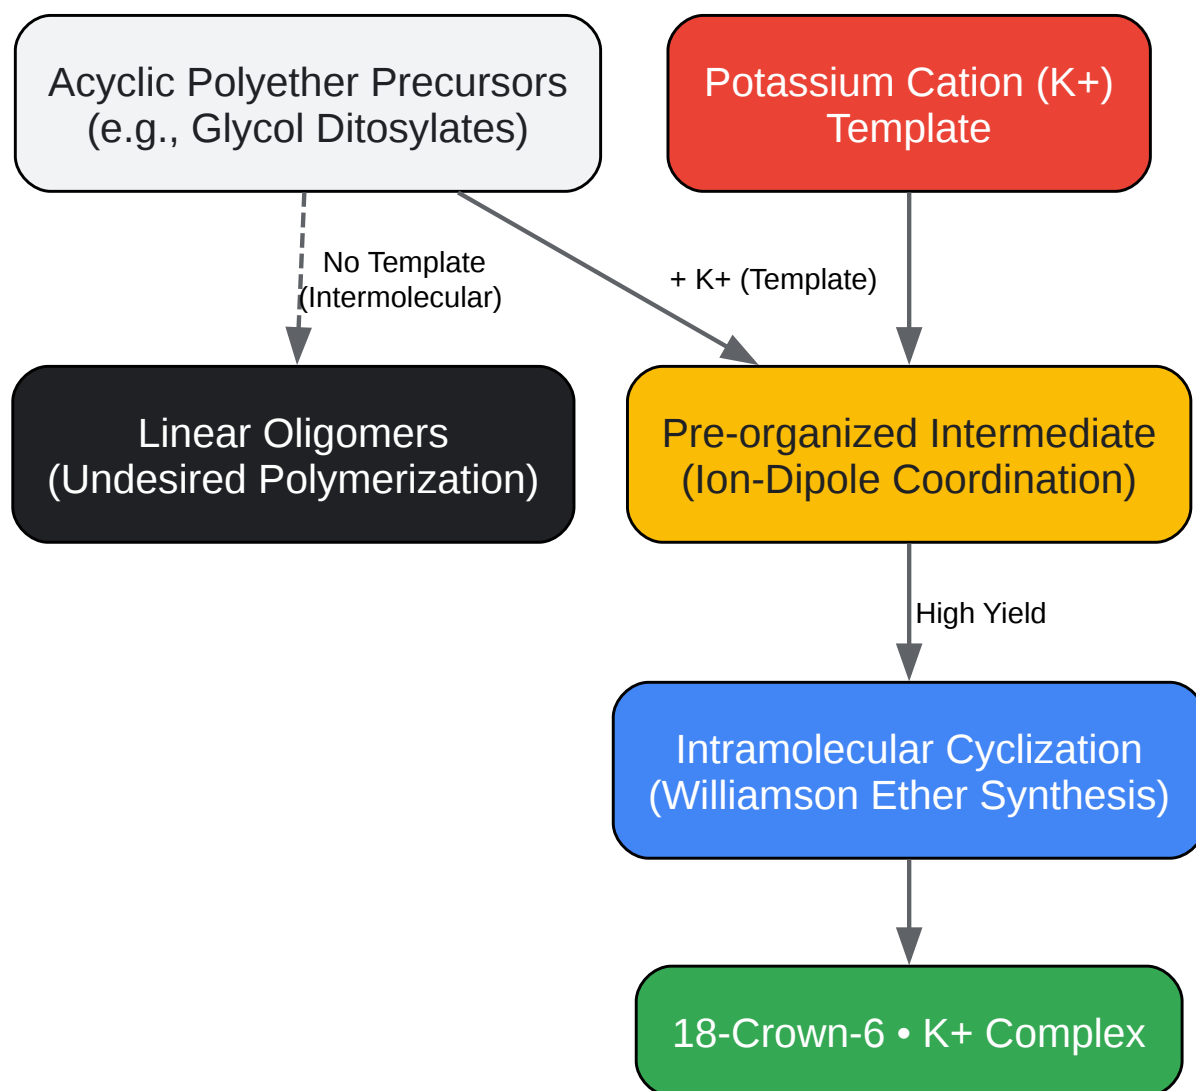 Acyclic Polyether Precursors
(e.g., Glycol Ditosylates)
Potassium Cation (K+)
Template
No Template
(Intermolecular)
+ K+ (Template)
Linear Oligomers
(Undesired Polymerization)
Pre-organized Intermediate
(Ion-Dipole Coordination)
High Yield
Intramolecular Cyclization
(Williamson Ether Synthesis)
18-Crown-6 • K+ Complex